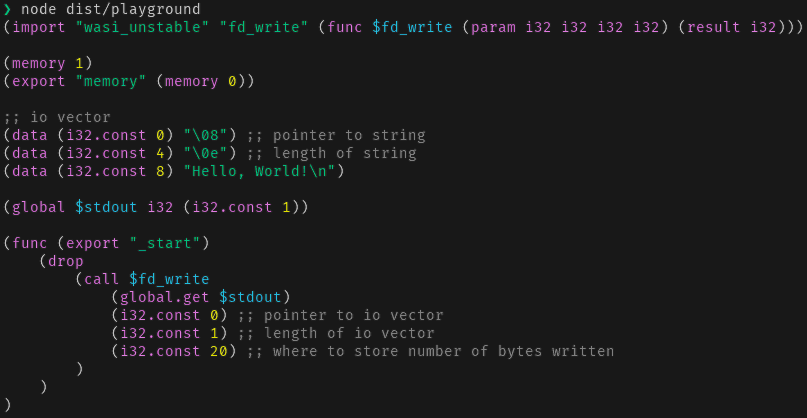 ❯ node dist/playground
(import "wasi_unstable" "fd_write" (func $fd_write (param i32 i32 i32 i32) (result i32)))

(memory 1)
(export "memory" (memory 0))

;; io vector
(data (i32.const 0) "\08") ;; pointer to string
(data (i32.const 4) "\0e") ;; length of string
(data (i32.const 8) "Hello, World!\n")

(global $stdout i32 (i32.const 1))

(func (export "_start")
    (drop
        (call $fd_write
            (global.get $stdout)
            (i32.const 0) ;; pointer to io vector
            (i32.const 1) ;; length of io vector
            (i32.const 20) ;; where to store number of bytes written
        )
    )
)